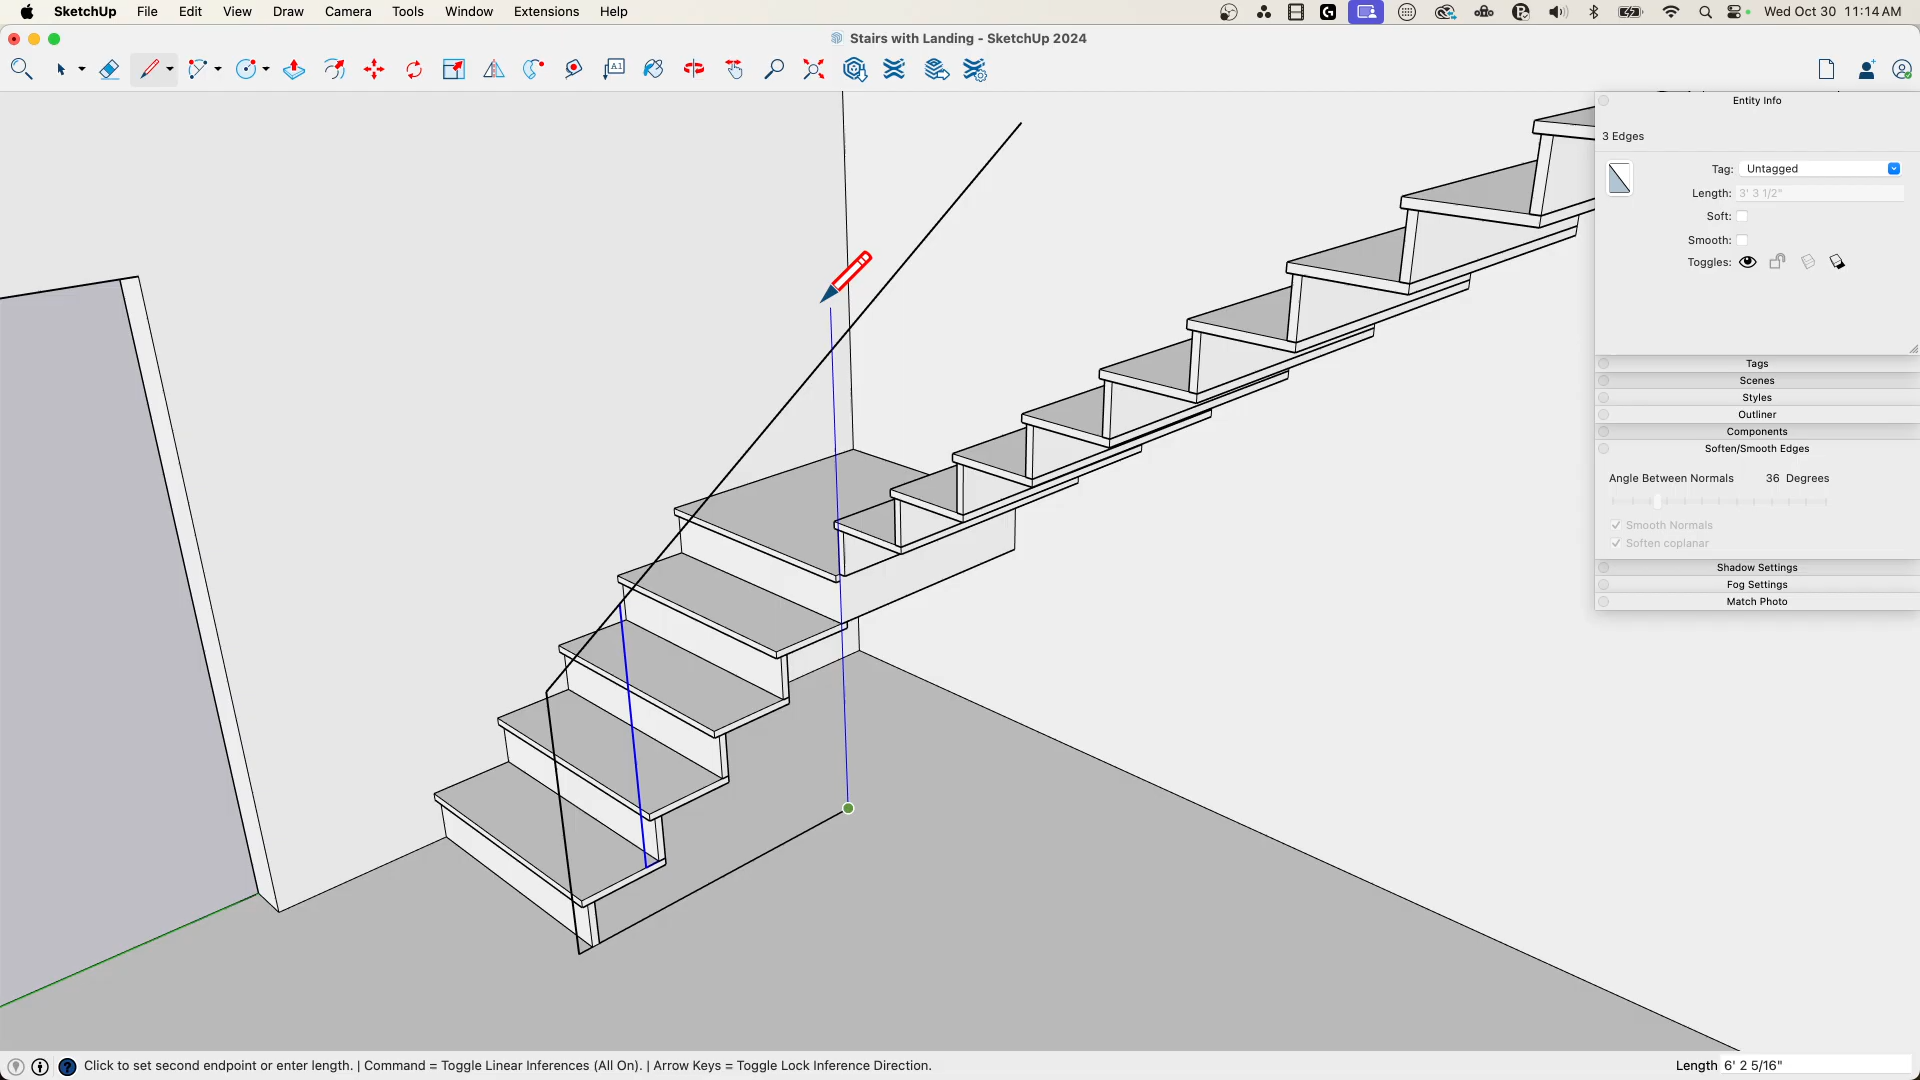 SketchUp File Edit View Draw Camera Tools Window Extensions Help Wed Oct 30 11:14 AM
Stairs with Landing - SketchUp 2024
A1
Entity Info
3 Edges
Tag: Untagged
Length: 3' 3 1/2"
Soft:
Smooth:
Toggles:
Tags
Scenes
Styles
Outliner
Components
Soften/Smooth Edges
Angle Between Normals 36 Degrees
Smooth Normals
Soften coplanar
Shadow Settings
Fog Settings
Match Photo
Click to set second endpoint or enter length. | Command = Toggle Linear Inferences (All On). | Arrow Keys = Toggle Lock Inference Direction. Length 6' 2 5/16"